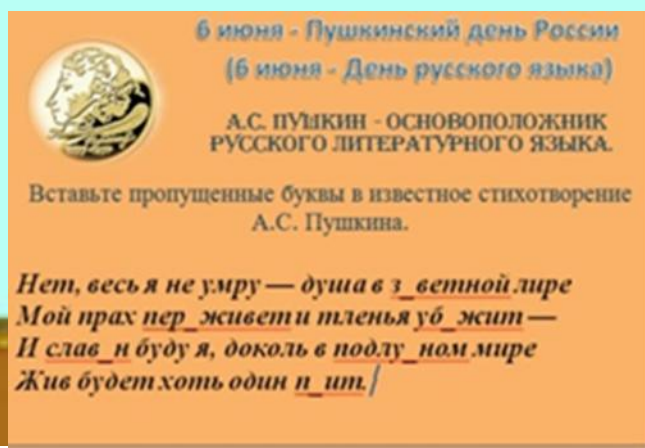 6 июня - Пушкинский день России
(6 июня - День русского языка)
А.С. ПУШКИН - ОСНОВОПОЛОЖНИК
РУССКОГО ЛИТЕРАТУРНОГО ЯЗЫКА.
Вставьте пропущенные буквы в известное стихотворение
А.С. Пушкина.
Нет, весь я не умру — душа в з_ветной лире
Мой прах пер_живет и тленья уб_жит —
И слав_н буду я, доколь в подлу_ном мире
Жив будет хоть один п_ит.